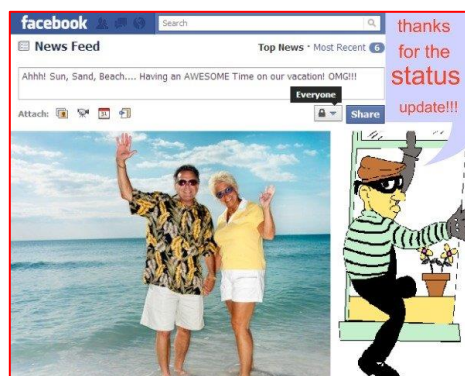 facebook
Search
News Feed
Top News · Most Recent 6
Ahhh! Sun, Sand, Beach.... Having an AWESOME Time on our vacation! OMG!!!
Everyone
Attach:
31
Share
thanks
for the
status
update!!!